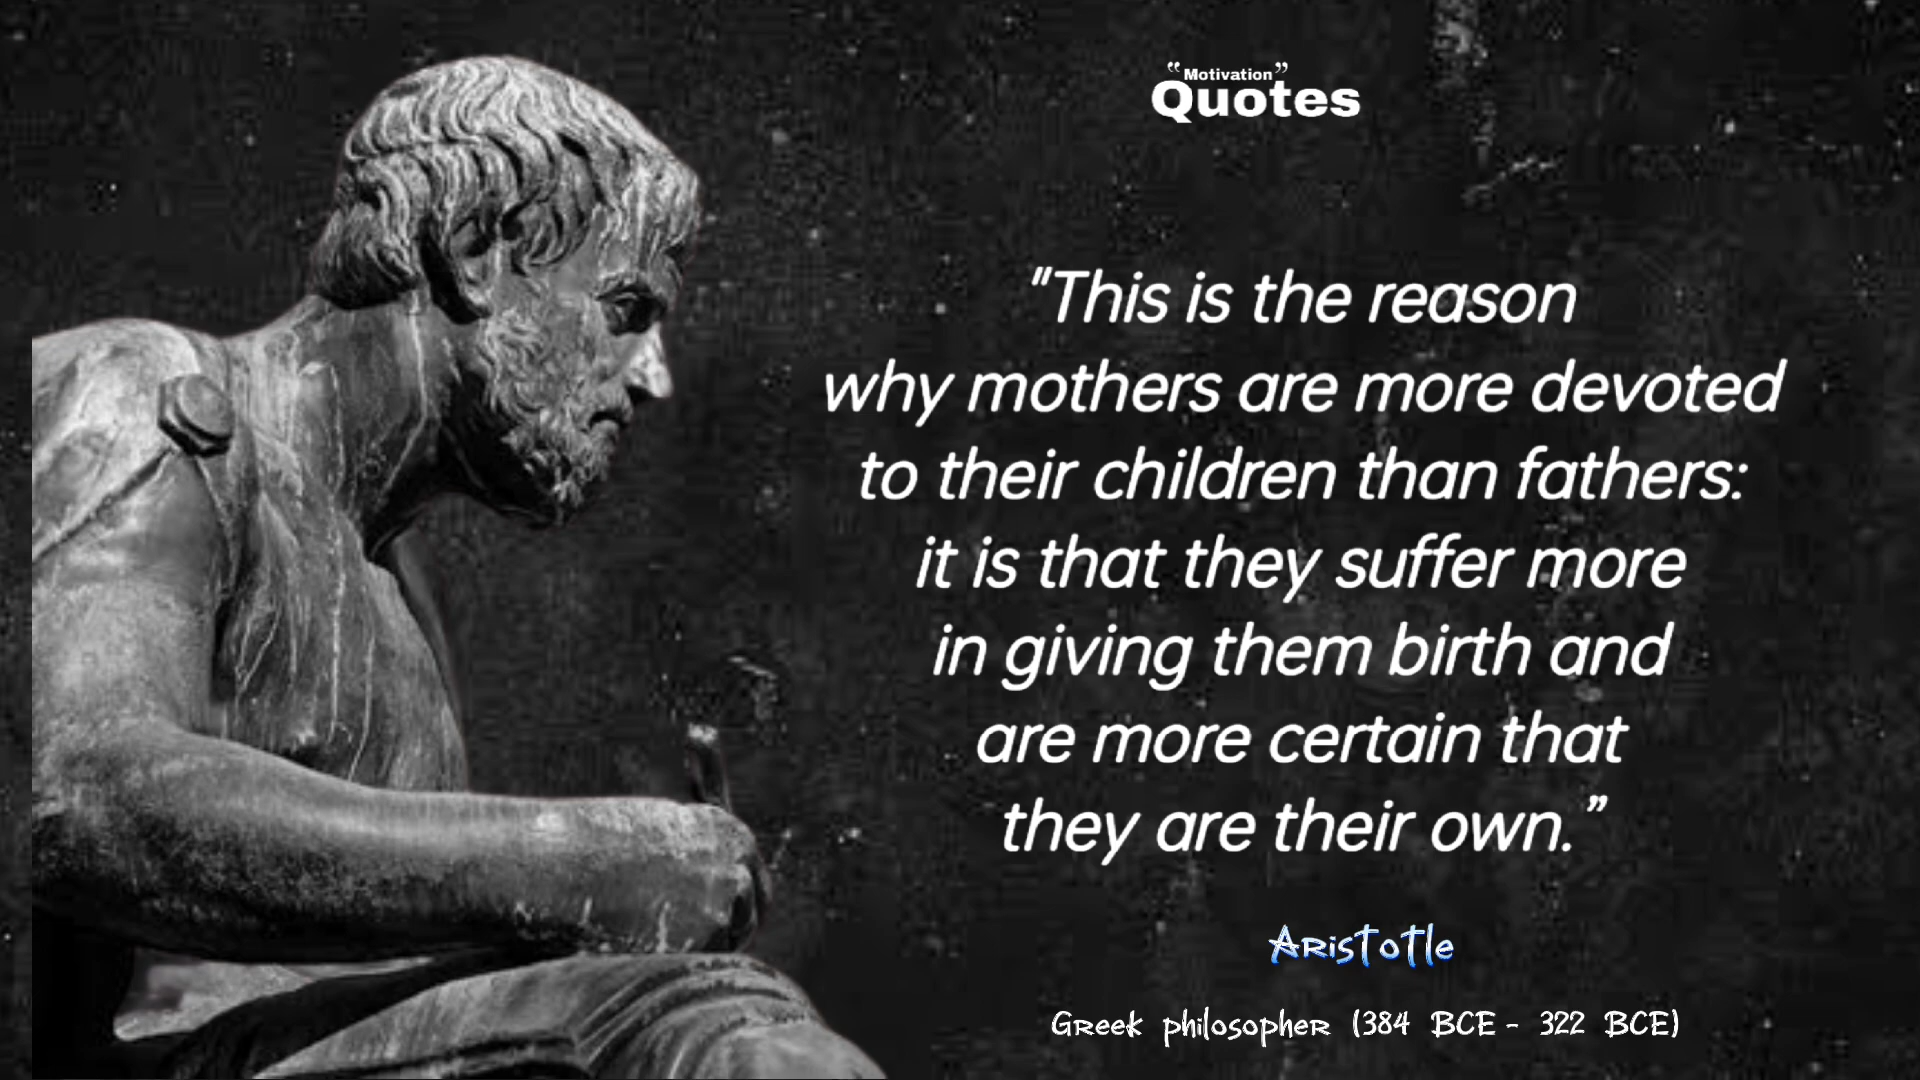 “Motivation”
Quotes
"This is the reason
why mothers are more devoted
to their children than fathers:
it is that they suffer more
in giving them birth and
are more certain that
they are their own.”
Aristotle
Greek philosopher (384 BCE - 322 BCE)